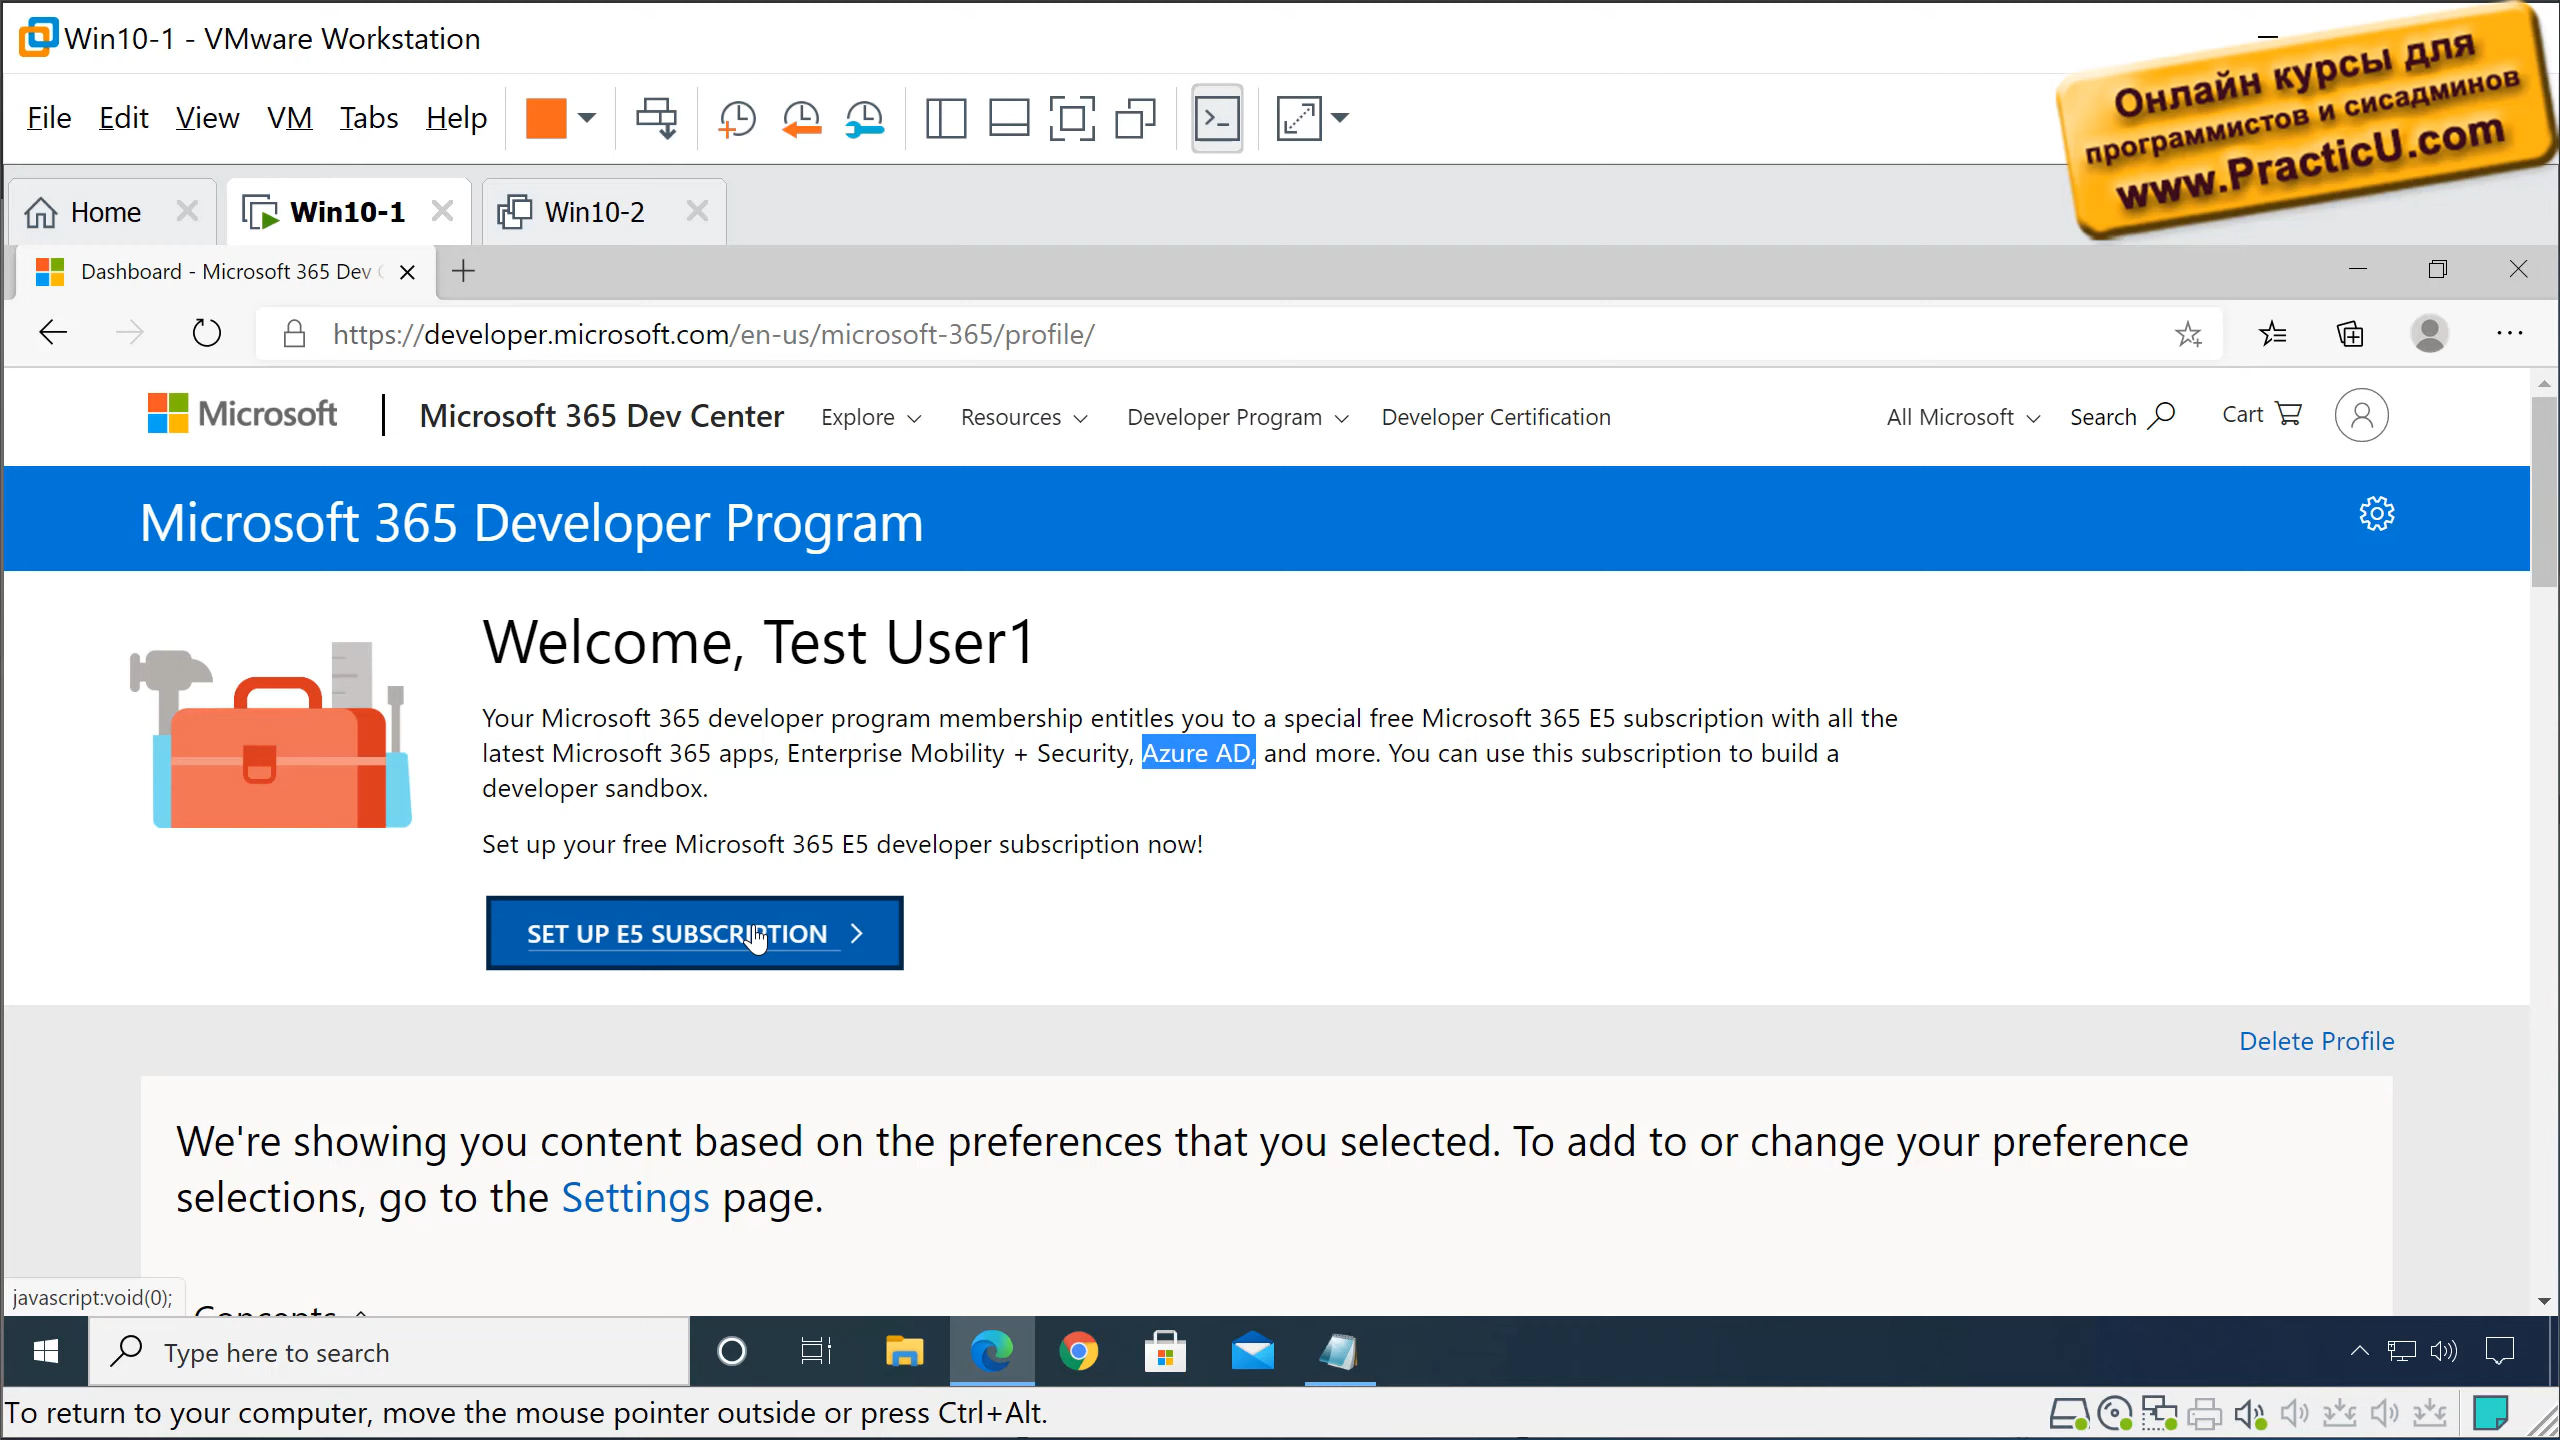 Win10-1 - VMware Workstation
File Edit View VM Tabs Help
Онлайн курсы для
программистов и сисадминов
www.PracticU.com
Home
Win10-1
Win10-2
Dashboard - Microsoft 365 Dev
https://developer.microsoft.com/en-us/microsoft-365/profile/
Microsoft
Microsoft 365 Dev Center
Explore
Resources
Developer Program
Developer Certification
All Microsoft
Search
Cart
Microsoft 365 Developer Program
Welcome, Test User1
Your Microsoft 365 developer program membership entitles you to a special free Microsoft 365 E5 subscription with all the
latest Microsoft 365 apps, Enterprise Mobility + Security, Azure AD, and more. You can use this subscription to build a
developer sandbox.
Set up your free Microsoft 365 E5 developer subscription now!
SET UP E5 SUBSCRIPTION
Delete Profile
We're showing you content based on the preferences that you selected. To add to or change your preference
selections, go to the Settings page.
Concepts
javascript:void(0);
Type here to search
To return to your computer, move the mouse pointer outside or press Ctrl+Alt.